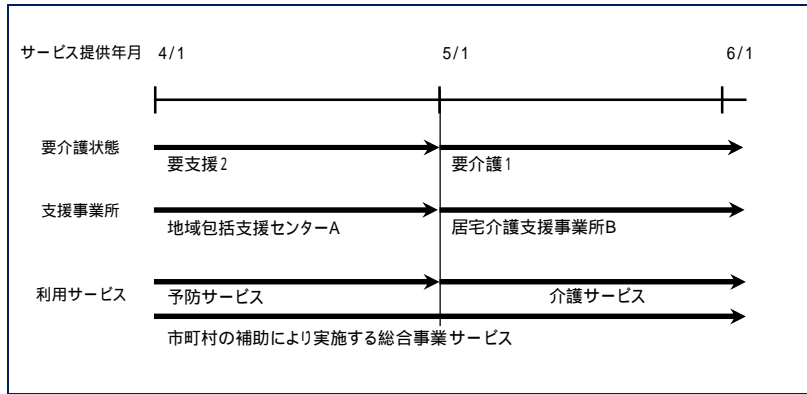 サービス提供年月 4/1 5/1 6/1
要介護状態
要支援2 要介護1
支援事業所
地域包括支援センターA 居宅介護支援事業所B
利用サービス 予防サービス 介護サービス
市町村の補助により実施する総合事業サービス